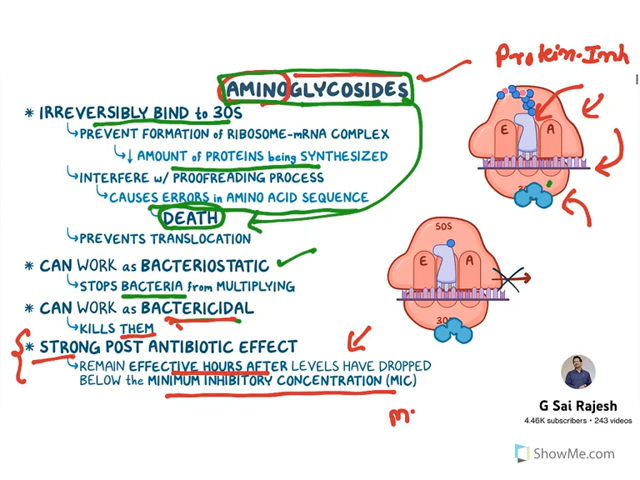 Protein-Inh
AMINOGLYCOSIDES
* IRREVERSIBLY BIND to 30S
↳PREVENT FORMATION of RIBOSOME-mRNA COMPLEX
↳↓ AMOUNT of PROTEINS being SYNTHESIZED
↳INTERFERE w/ PROOFREADING PROCESS
↳CAUSES ERRORS in AMINO ACID SEQUENCE
↳DEATH
↳PREVENTS TRANSLOCATION
* CAN WORK as BACTERIOSTATIC
↳STOPS BACTERIA from MULTIPLYING
* CAN WORK as BACTERICIDAL
↳KILLS THEM
* STRONG POST ANTIBIOTIC EFFECT
↳REMAIN EFFECTIVE HOURS AFTER LEVELS HAVE DROPPED
BELOW the MINIMUM INHIBITORY CONCENTRATION (MIC)
M.
E A
50S
E A
G Sai Rajesh
4.46K subscribers • 243 videos
ShowMe.com